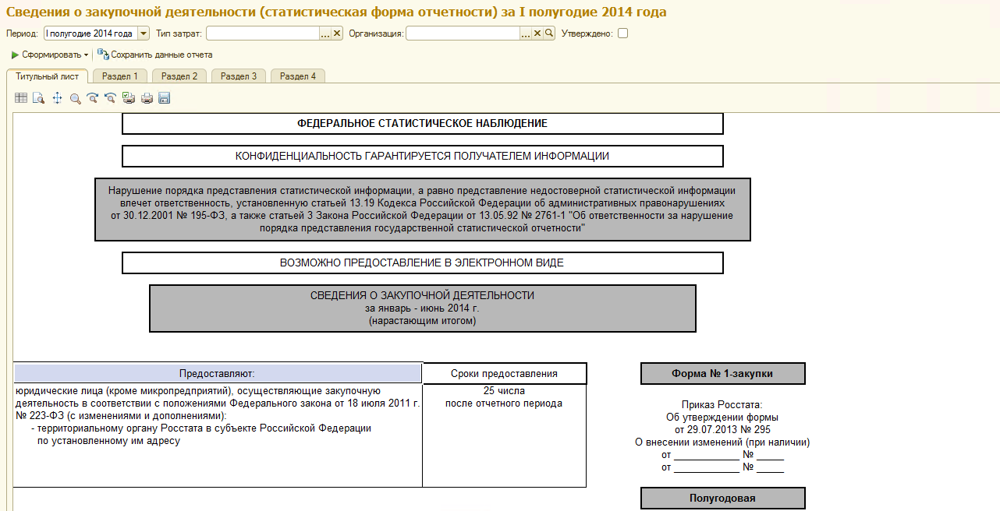 Сведения о закупочной деятельности (статистическая форма отчетности) за I полугодие 2014 года
Период: I полугодие 2014 года Тип затрат: ... Организация: ... Утверждено:
Сформировать Сохранить данные отчета
Титульный лист Раздел 1 Раздел 2 Раздел 3 Раздел 4
ФЕДЕРАЛЬНОЕ СТАТИСТИЧЕСКОЕ НАБЛЮДЕНИЕ
КОНФИДЕНЦИАЛЬНОСТЬ ГАРАНТИРУЕТСЯ ПОЛУЧАТЕЛЕМ ИНФОРМАЦИИ
Нарушение порядка представления статистической информации, а равно представление недостоверной статистической информации
влечет ответственность, установленную статьей 13.19 Кодекса Российской Федерации об административных правонарушениях
от 30.12.2001 № 195-ФЗ, а также статьей 3 Закона Российской Федерации от 13.05.92 № 2761-1 "Об ответственности за нарушение
порядка представления государственной статистической отчетности"
ВОЗМОЖНО ПРЕДОСТАВЛЕНИЕ В ЭЛЕКТРОННОМ ВИДЕ
СВЕДЕНИЯ О ЗАКУПОЧНОЙ ДЕЯТЕЛЬНОСТИ
за январь - июнь 2014 г.
(нарастающим итогом)
Предоставляют:
юридические лица (кроме микропредприятий), осуществляющие закупочную
деятельность в соответствии с положениями Федерального закона от 18 июля 2011 г.
№ 223-ФЗ (с изменениями и дополнениями):
- территориальному органу Росстата в субъекте Российской Федерации
по установленному им адресу
Сроки предоставления
25 числа
после отчетного периода
Форма № 1-закупки
Приказ Росстата:
Об утверждении формы
от 29.07.2013 № 295
О внесении изменений (при наличии)
от ____________ № _____
от ____________ № _____
Полугодовая